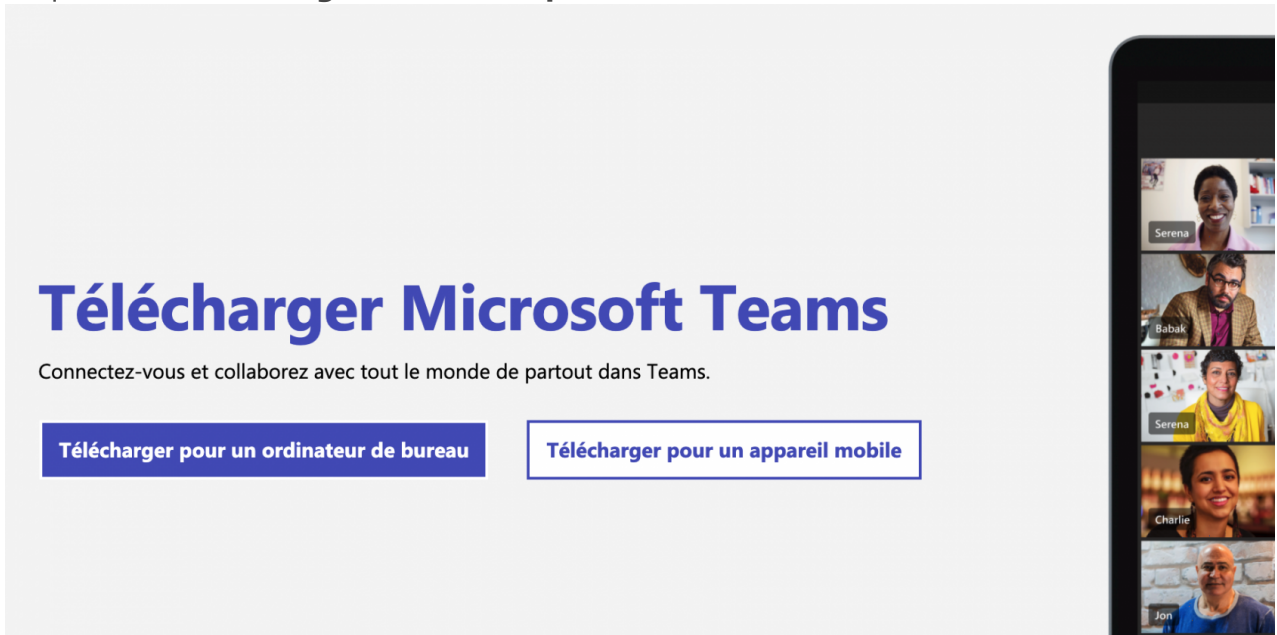 Télécharger Microsoft Teams
Connectez-vous et collaborez avec tout le monde de partout dans Teams.
Télécharger pour un ordinateur de bureau
Télécharger pour un appareil mobile
Serena
Babak
Serena
Charlie
Jon